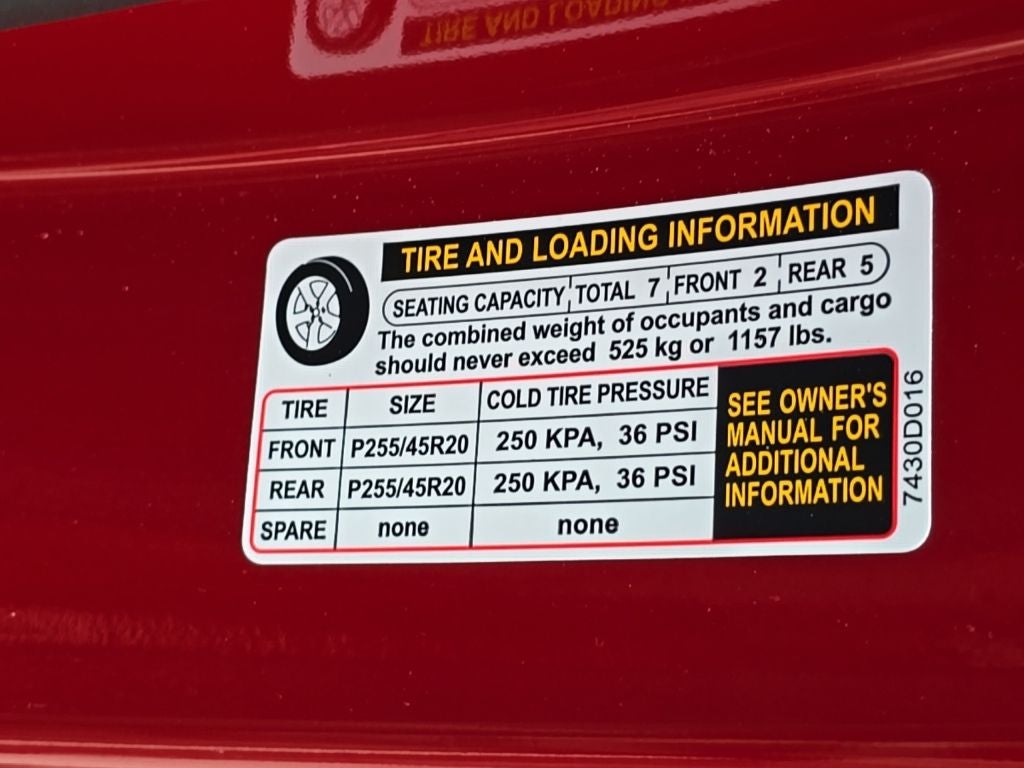 TIRE AND LOADING INFORMATION
SEATING CAPACITY TOTAL 7 FRONT 2 REAR 5
The combined weight of occupants and cargo
should never exceed 525 kg or 1157 lbs.
TIRE SIZE COLD TIRE PRESSURE
FRONT P255/45R20 250 KPA, 36 PSI
REAR P255/45R20 250 KPA, 36 PSI
SPARE none none
SEE OWNER'S
MANUAL FOR
ADDITIONAL
INFORMATION
7430D016